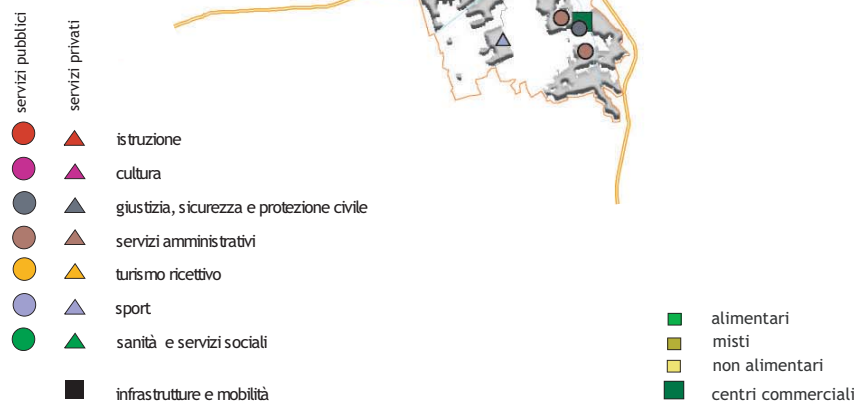 servizi pubblici
servizi privati
istruzione
cultura
giustizia, sicurezza e protezione civile
servizi amministrativi
turismo ricettivo
sport
sanità e servizi sociali
infrastrutture e mobilità
alimentari
misti
non alimentari
centri commerciali